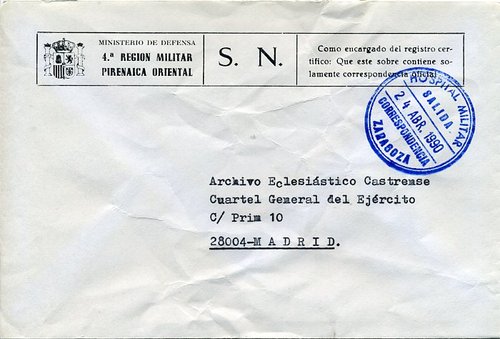 MINISTERIO DE DEFENSA
4.ª REGION MILITAR
PIRENAICA ORIENTAL
S. N.
Como encargado del registro cer-
tifico: Que este sobre contiene so-
lamente correspondencia oficial.
HOSPITAL MILITAR
SALIDA.
24 ABR. 1990
CORRESPONDENCIA
ZARAGOZA
Archivo Eclesiástico Castrense
Cuartel General del Ejército
C/ Prim 10
28004-M A D R I D.